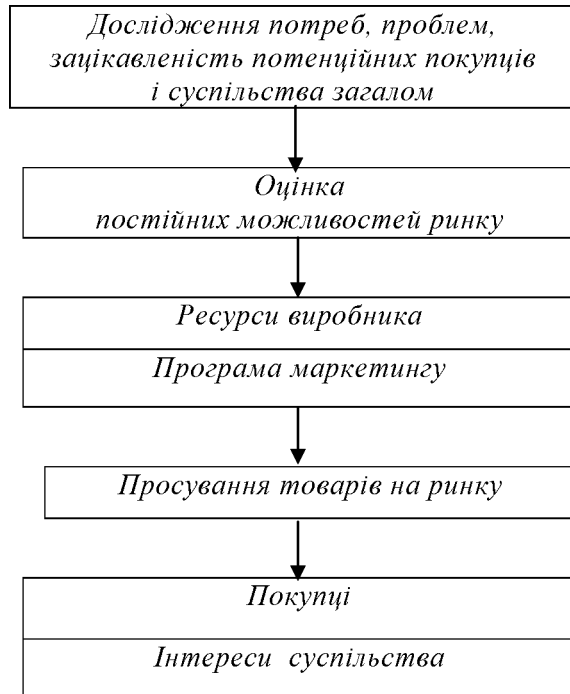 Дослідження потреб, проблем,
зацікавленість потенційних покупців
і суспільства загалом
Оцінка
постійних можливостей ринку
Ресурси виробника
Програма маркетингу
Просування товарів на ринку
Покупці
Інтереси суспільства